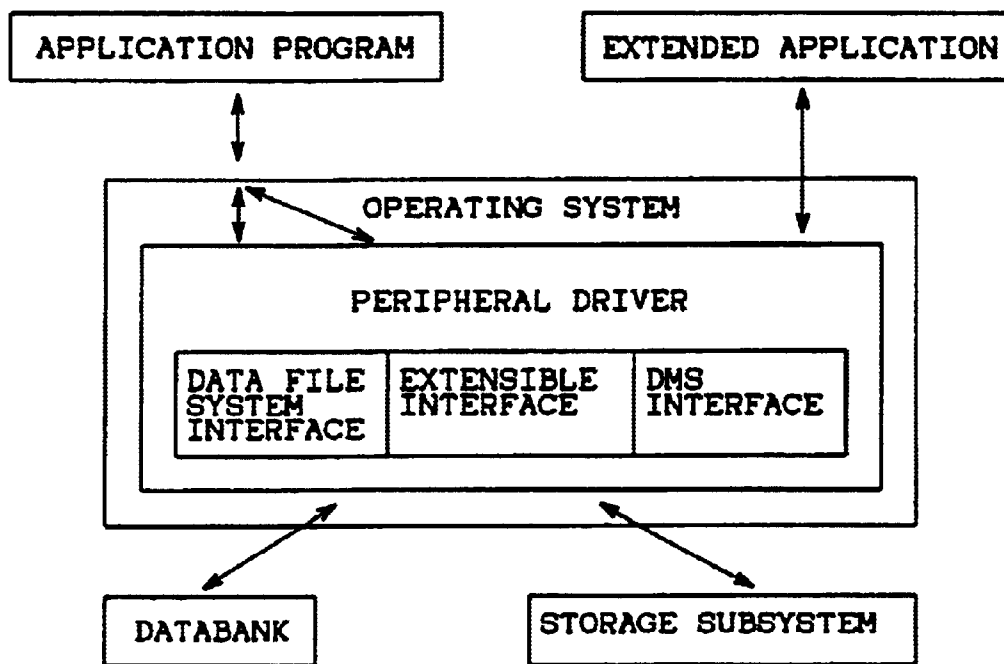 APPLICATION PROGRAM
EXTENDED APPLICATION
OPERATING SYSTEM
PERIPHERAL DRIVER
DATA FILE
SYSTEM
INTERFACE
EXTENSIBLE
INTERFACE
DMS
INTERFACE
DATABANK
STORAGE SUBSYSTEM